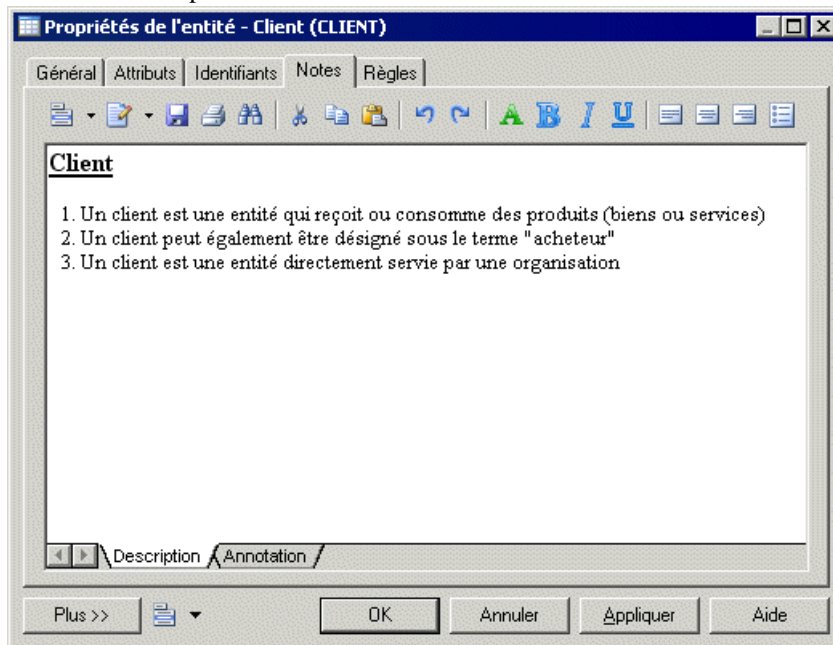 Propriétés de l'entité - Client (CLIENT)
Général Attributs Identifiants Notes Règles
A B I U
Client
1. Un client est une entité qui reçoit ou consomme des produits (biens ou services)
2. Un client peut également être désigné sous le terme "acheteur"
3. Un client est une entité directement servie par une organisation
Description Annotation
Plus >> OK Annuler Appliquer Aide